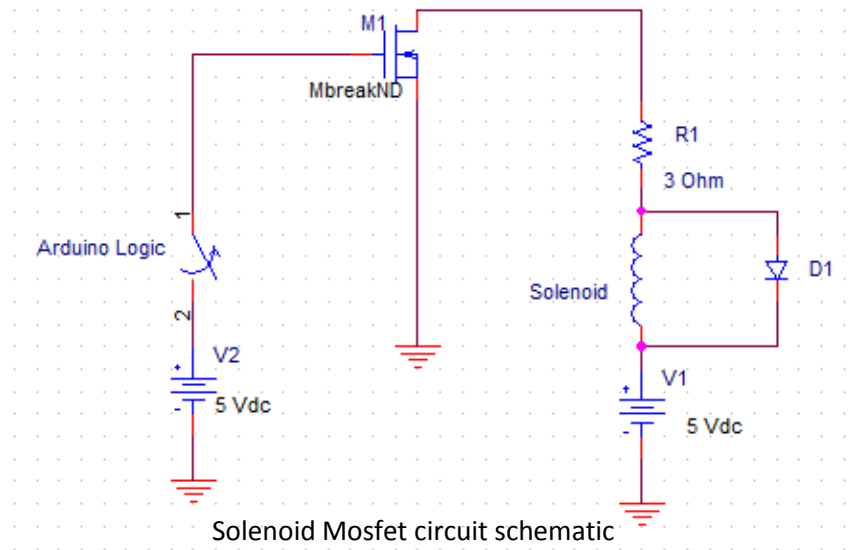 M1
MbreakND
R1
3 Ohm
1
Arduino Logic
D1
Solenoid
2
V2
+
-
5 Vdc
V1
+
-
5 Vdc
Solenoid Mosfet circuit schematic